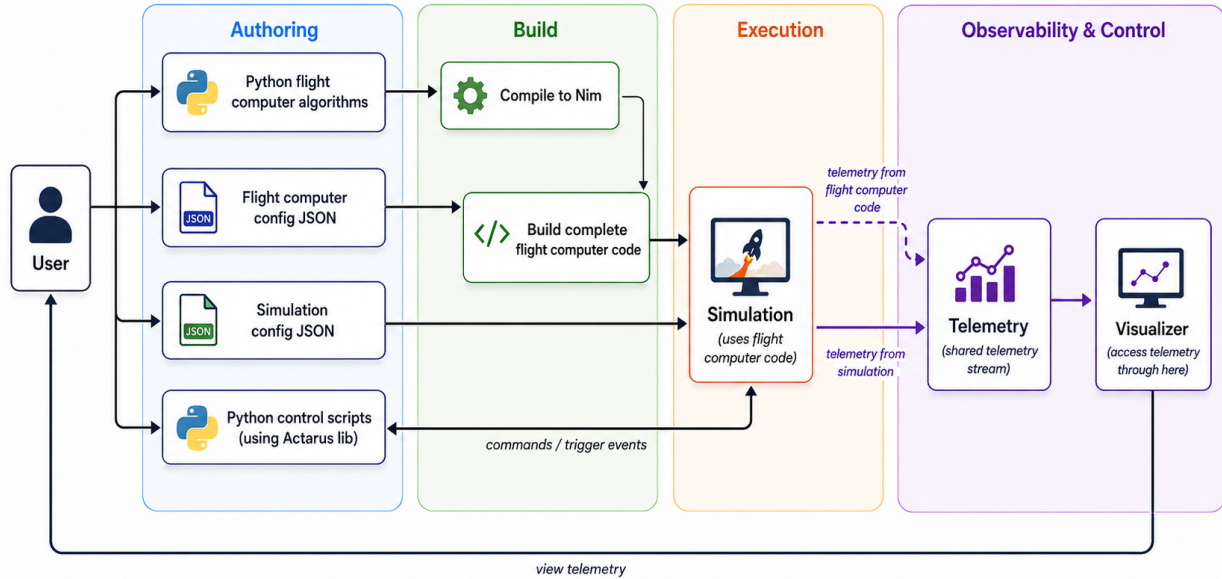 Authoring
Build
Execution
Observability & Control
Python flight
computer algorithms
Compile to Nim
Flight computer
config JSON
JSON
Build complete
flight computer code
User
Simulation
config JSON
JSON
Python control scripts
(using Actarus lib)
commands / trigger events
Simulation
(uses flight
computer code)
telemetry from
flight computer
code
telemetry from
simulation
Telemetry
(shared telemetry
stream)
Visualizer
(access telemetry
through here)
view telemetry